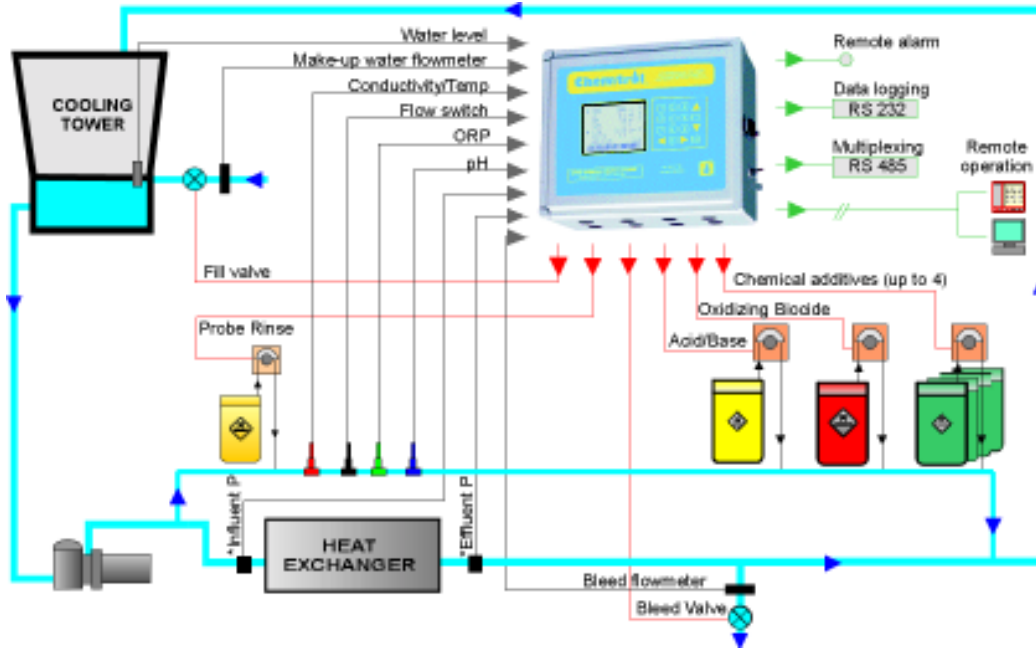 Water level
Make-up water flowmeter
Conductivity/Temp
Flow switch
ORP
pH
COOLING
TOWER
Remote alarm
Data logging
RS 232
Multiplexing
RS 485
Remote
operation
Fill valve
Chemical additives (up to 4)
Probe Rinse
Oxidizing Biocide
Acid/Base
*Influent P
*Effluent P
HEAT
EXCHANGER
Bleed flowmeter
Bleed Valve